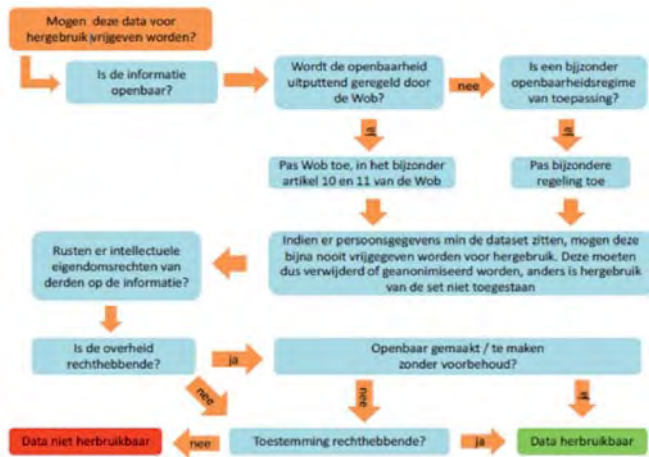 Mogen deze data voor
hergebruik vrijgeven worden?
Is de informatie
openbaar?
Wordt de openbaarheid
uitputtend geregeld door
de Wob?
nee
Is een bijzonder
openbaarheidsregime
van toepassing?
ja
ja
Pas Wob toe, in het bijzonder
artikel 10 en 11 van de Wob
Pas bijzondere
regeling toe
Rusten er intellectuele
eigendomsrechten van
derden op de informatie?
Indien er persoonsgegevens min de dataset zitten, mogen deze
bijna nooit vrijgegeven worden voor hergebruik. Deze moeten
dus verwijderd of geanonimiseerd worden, anders is hergebruik
van de set niet toegestaan
Is de overheid
rechthebbende?
ja
Openbaar gemaakt / te maken
zonder voorbehoud?
nee
nee
ja
Data niet herbruikbaar
nee
Toestemming rechthebbende?
ja
Data herbruikbaar